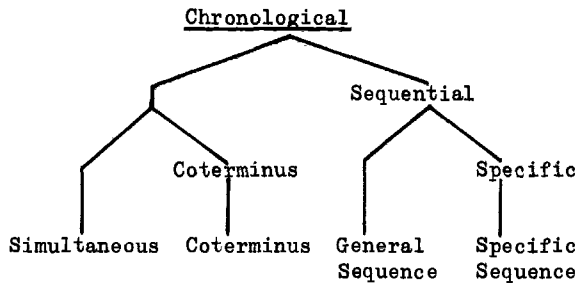 Chronological
Sequential
Coterminus Specific
Simultaneous Coterminus General Specific
Sequence Sequence